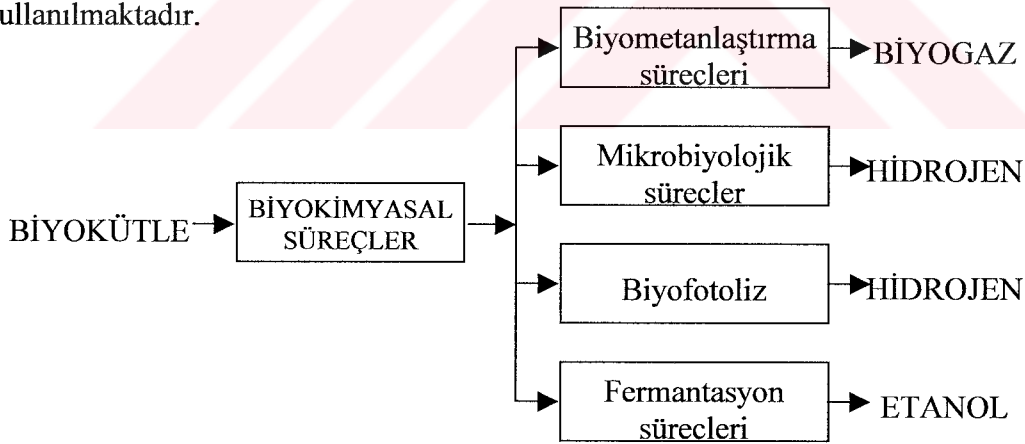 ullanılmaktadır.
Biyometanlaştırma
süreçleri
BİYOGAZ
Mikrobiyolojik
süreçler
HİDROJEN
BİYOKÜTLE
BİYOKİMYASAL
SÜREÇLER
Biyofotoliz
HİDROJEN
Fermantasyon
süreçleri
ETANOL